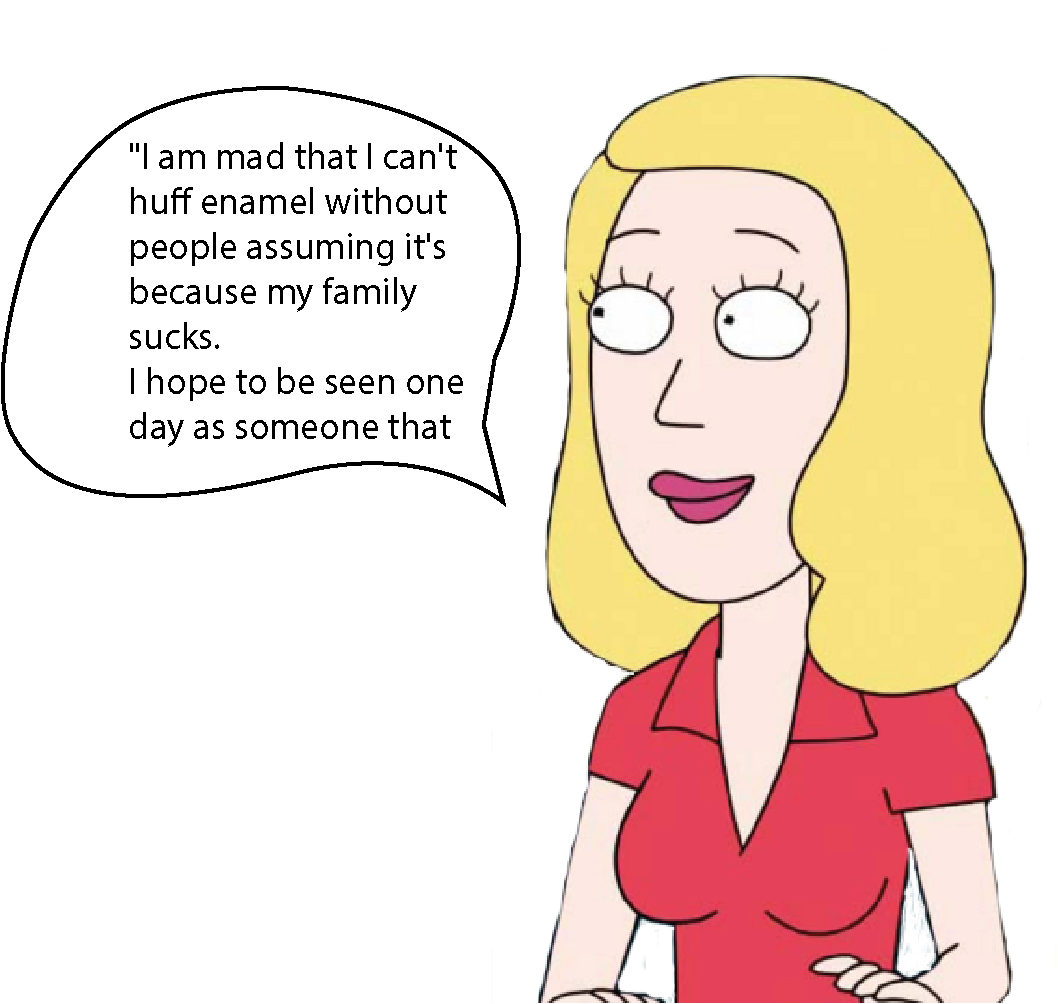 "I am mad that I can't
huff enamel without
people assuming it's
because my family
sucks.
I hope to be seen one
day as someone that